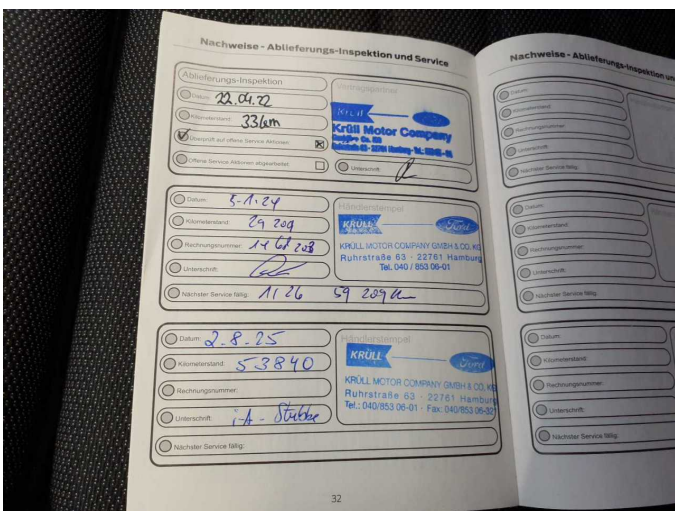 Nachweise - Ablieferungs-Inspektion und Service
Ablieferungs-Inspektion
Datum: 22.04.22
Kilometerstand: 33km
Überprüft auf offene Service Aktionen
Offene Service Aktionen abgearbeitet
Vertragspartner
KRÜLL
Ford
Krüll Motor Company
Unterschrift:
Datum: 5-1.24
Kilometerstand: 29 209
Rechnungsnummer:
Unterschrift:
Nächster Service fällig: 1/26 59 209 km
Händlerstempel
KRÜLL
Ford
KRÜLL MOTOR COMPANY GMBH & CO. KG
Ruhrstraße 63 · 22761 Hamburg
Tel. 040 / 853 06-01
Datum: 2.8.25
Kilometerstand: 53840
Rechnungsnummer:
Unterschrift: i.A.
Nächster Service fällig:
Händlerstempel
KRÜLL
Ford
KRÜLL MOTOR COMPANY GMBH & CO. KG
Ruhrstraße 63 · 22761 Hamburg
Tel.: 040/853 06-01 · Fax: 040/853 06-32
32
Nachweise - Ablieferungs-Inspektion un
Datum:
Kilometerstand:
Rechnungsnummer:
Unterschrift:
Nächster Service fällig:
Datum:
Kilometerstand:
Rechnungsnummer:
Unterschrift:
Nächster Service fällig:
Datum:
Kilometerstand:
Rechnungsnummer:
Unterschrift:
Nächster Service fällig: